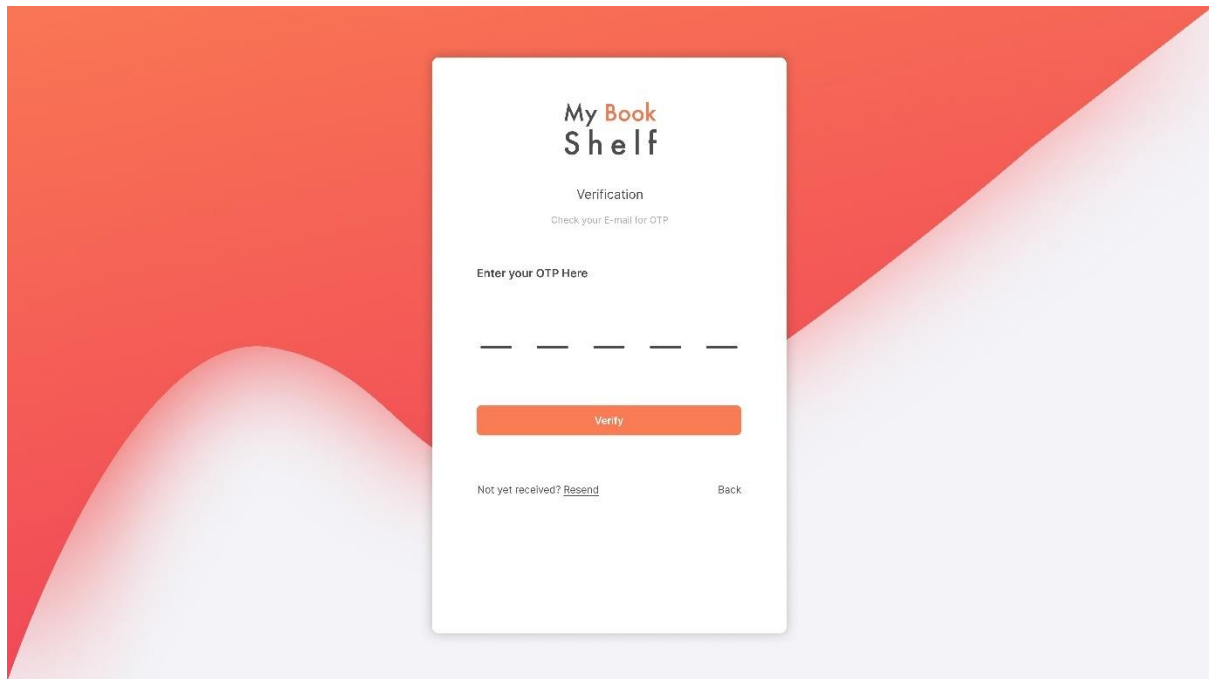 My Book
Shelf
Verification
Check your E-mail for OTP
Enter your OTP Here
Verify
Not yet received? Resend
Back